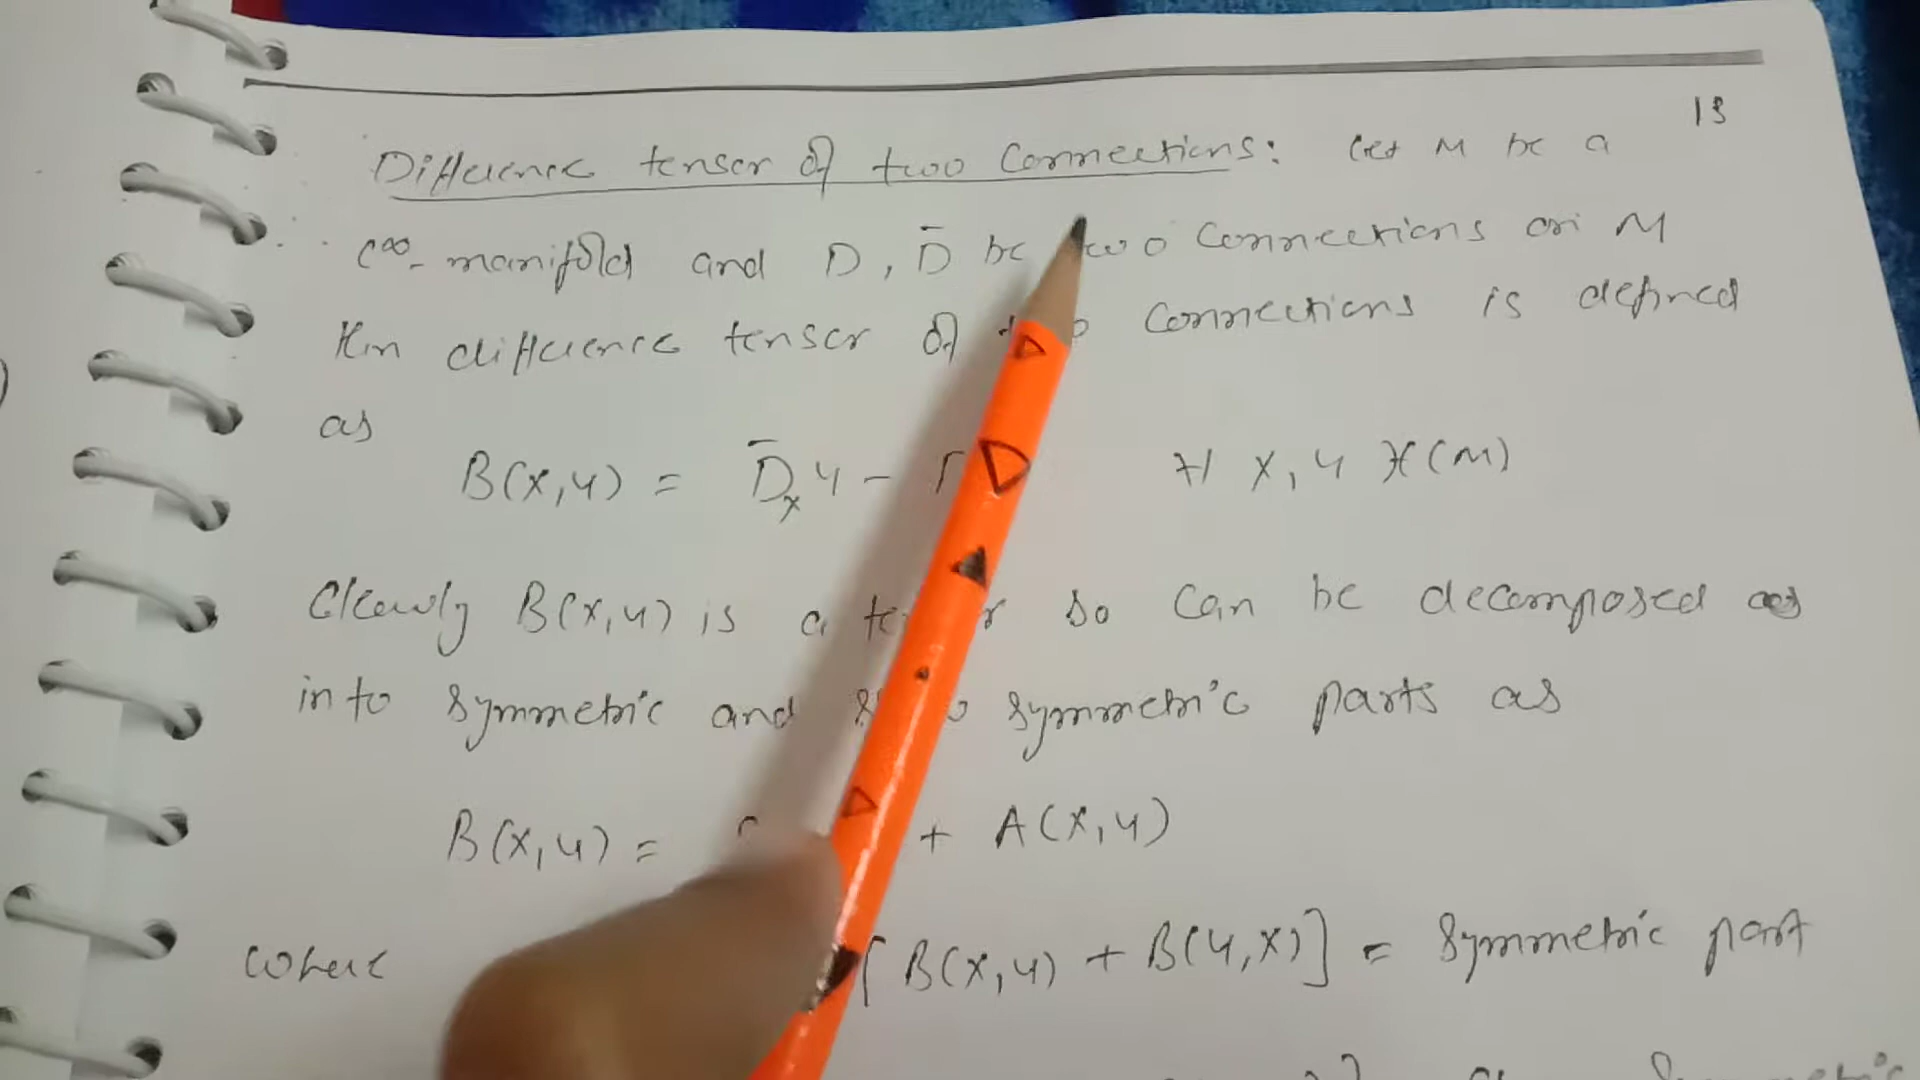 13
Difference tensor of two Connections: Let M be a
C∞-manifold and D, D̄ be two Connections on M
then difference tensor of Connections is defined
as
B(X,Y) = D̄_X Y - ∀ X, Y 𝔛(M)
Clearly B(X,Y) is a so can be decomposed as
into symmetric and symmetric parts as
B(X,Y) = + A(X,Y)
where [B(X,Y) + B(Y,X)] = Symmetric part